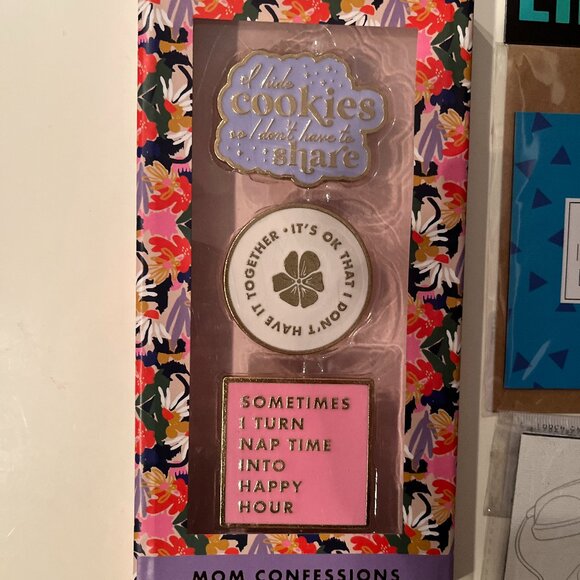 I hide
cookies
so I don't have to
share
IT'S OK THAT I DON'T HAVE IT TOGETHER •
SOMETIMES
I TURN
NAP TIME
INTO
HAPPY
HOUR
MOM CONFESSIONS